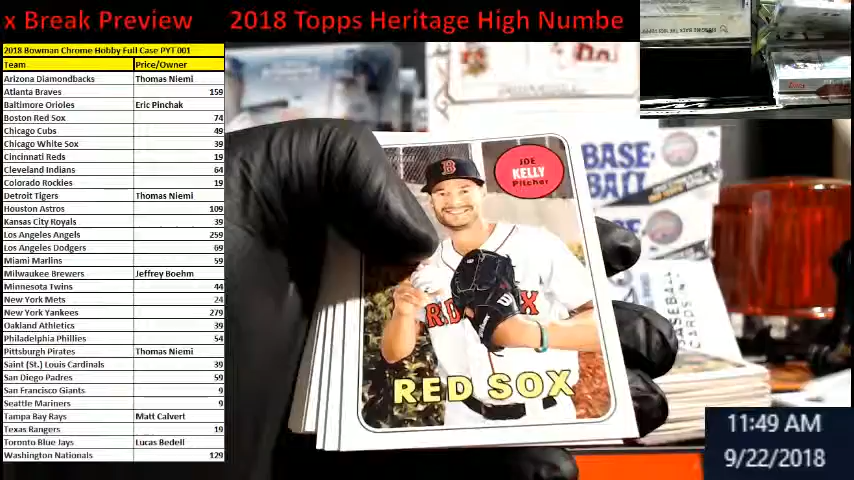 x Break Preview
2018 Topps Heritage High Numbe
2018 Bowman Chrome Hobby Full Case PYT 001
Team Price/Owner
Arizona Diamondbacks Thomas Niemi
Atlanta Braves 159
Baltimore Orioles Eric Pinchak
Boston Red Sox 74
Chicago Cubs 49
Chicago White Sox 39
Cincinnati Reds 19
Cleveland Indians 64
Colorado Rockies 19
Detroit Tigers Thomas Niemi
Houston Astros 109
Kansas City Royals 39
Los Angeles Angels 259
Los Angeles Dodgers 69
Miami Marlins 59
Milwaukee Brewers Jeffrey Boehm
Minnesota Twins 44
New York Mets 24
New York Yankees 279
Oakland Athletics 39
Philadelphia Phillies 54
Pittsburgh Pirates Thomas Niemi
Saint (St.) Louis Cardinals 39
San Diego Padres 59
San Francisco Giants 9
Seattle Mariners 9
Tampa Bay Rays Matt Calvert
Texas Rangers 19
Toronto Blue Jays Lucas Bedell
Washington Nationals 129
B
JOE
KELLY
Pitcher
RED SOX
BASE-
BALL
11:49 AM
9/22/2018